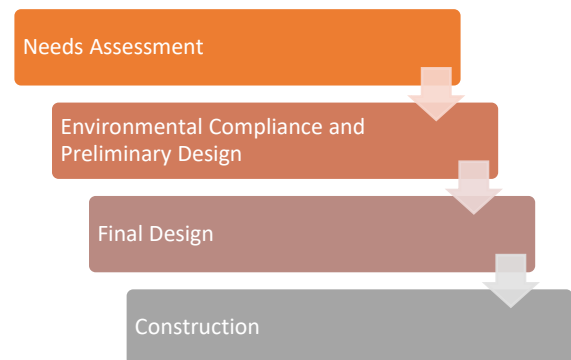 Needs Assessment
Environmental Compliance and
Preliminary Design
Final Design
Construction